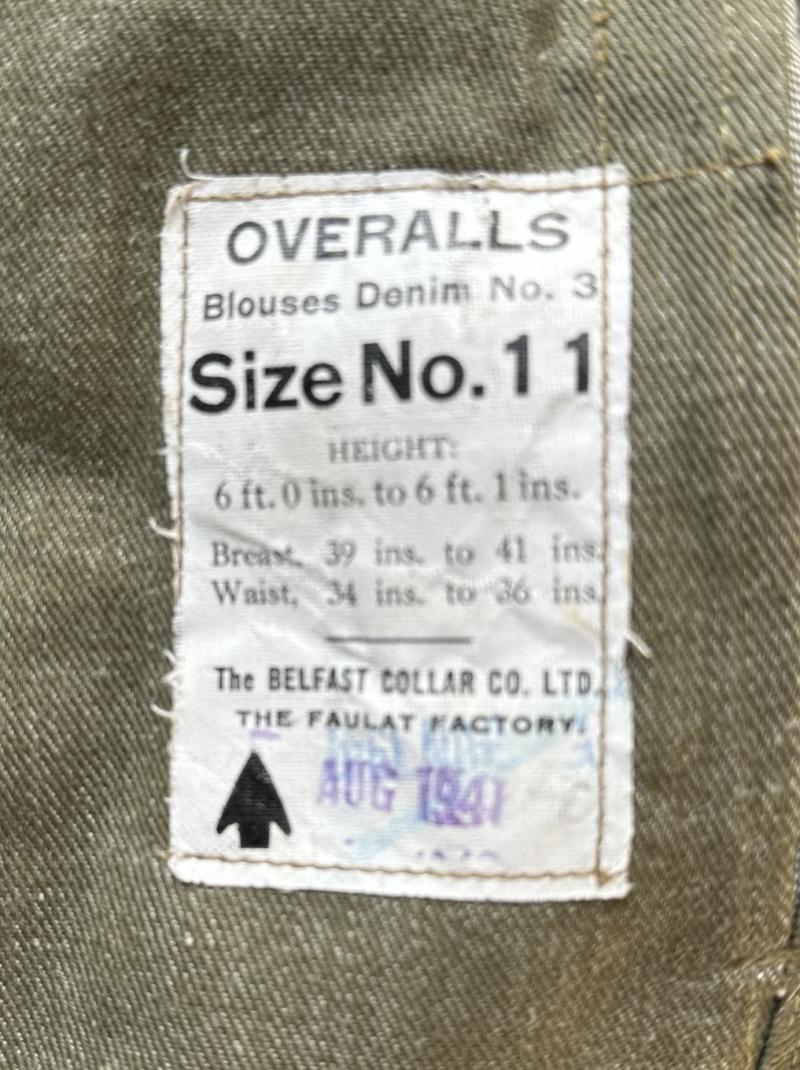 OVERALLS
Blouses Denim No. 3
Size No. 11
HEIGHT:
6 ft. 0 ins. to 6 ft. 1 ins.
Breast, 39 ins. to 41 ins.
Waist, 34 ins. to 36 ins.
The BELFAST COLLAR CO. LTD.
THE FAULAT FACTORY.
AUG 1941